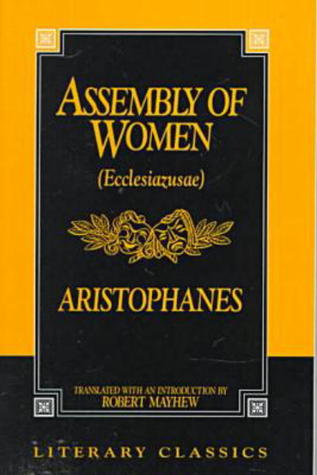 ASSEMBLY OF
WOMEN
(Ecclesiazusae)
ARISTOPHANES
TRANSLATED WITH AN INTRODUCTION BY
ROBERT MAYHEW
LITERARY CLASSICS